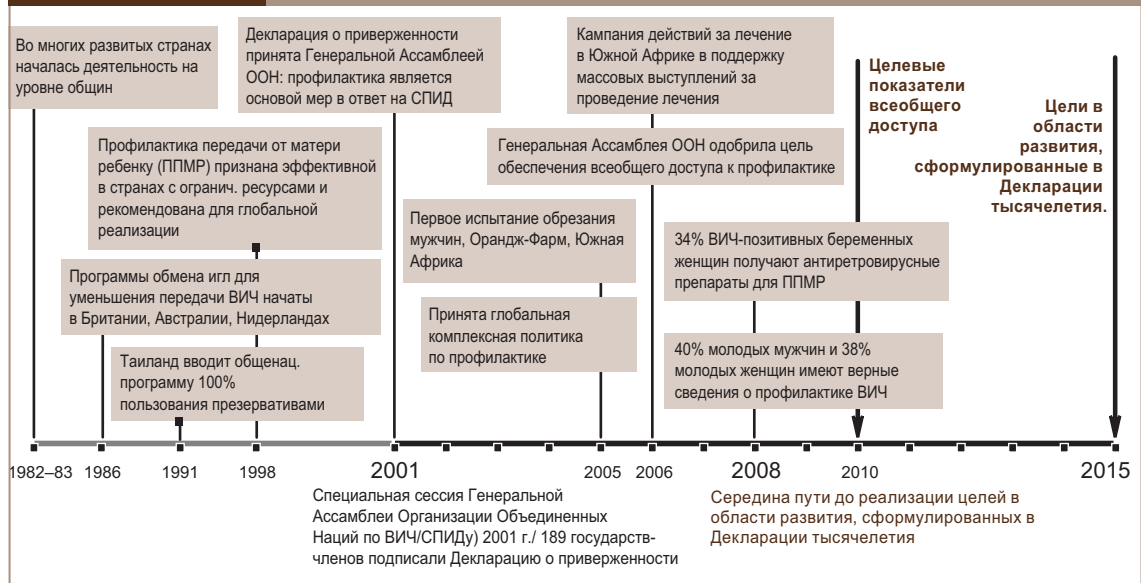 Во многих развитых странах
началась деятельность на
уровне общин
Декларация о приверженности
принята Генеральной Ассамблеей
ООН: профилактика является
основой мер в ответ на СПИД
Кампания действий за лечение
в Южной Африке в поддержку
массовых выступлений за
проведение лечения
Целевые
показатели
всеобщего
доступа
Цели в
области
развития,
сформулированные в
Декларации
тысячелетия.
Профилактика передачи от матери
ребенку (ППМР) признана эффективной
в странах с огранич. ресурсами и
рекомендована для глобальной
реализации
Генеральная Ассамблея ООН одобрила цель
обеспечения всеобщего доступа к профилактике
Первое испытание обрезания
мужчин, Орандж-Фарм, Южная
Африка
34% ВИЧ-позитивных беременных
женщин получают антиретровирусные
препараты для ППМР
Программы обмена игл для
уменьшения передачи ВИЧ начаты
в Британии, Австралии, Нидерландах
Принята глобальная
комплексная политика
по профилактике
40% молодых мужчин и 38%
молодых женщин имеют верные
сведения о профилактике ВИЧ
Таиланд вводит общенац.
программу 100%
пользования презервативами
1982–83 1986 1991 1998 2001 2005 2006 2008 2010 2015
Специальная сессия Генеральной
Ассамблеи Организации Объединенных
Наций по ВИЧ/СПИДу) 2001 г./ 189 государств-
членов подписали Декларацию о приверженности
Середина пути до реализации целей в
области развития, сформулированных в
Декларации тысячелетия